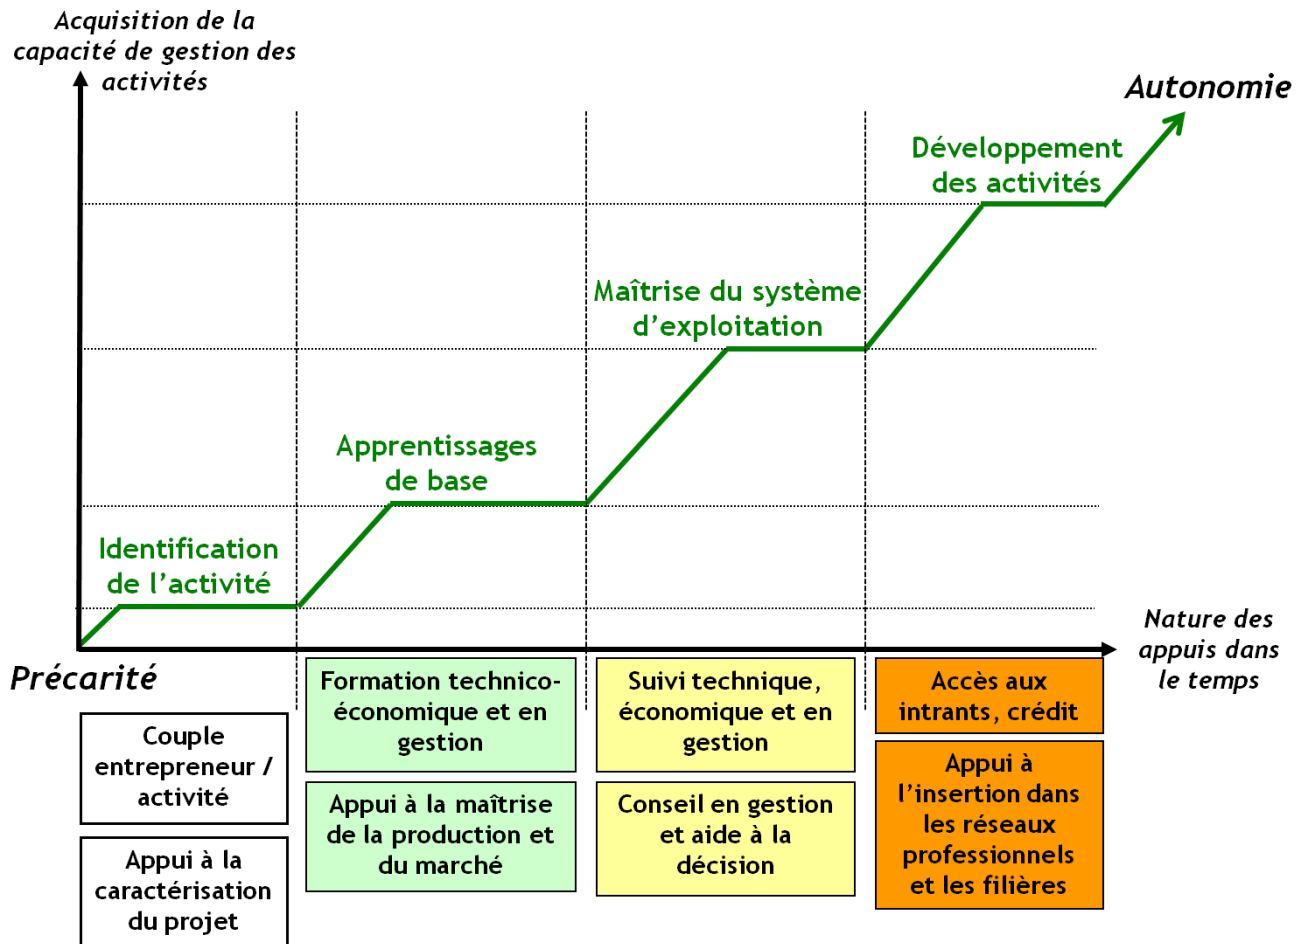 Acquisition de la
capacité de gestion des
activités
Autonomie
Développement
des activités
Maîtrise du système
d’exploitation
Apprentissages
de base
Identification
de l’activité
Nature des
appuis dans
le temps
Précarité
Couple
entrepreneur /
activité
Appui à la
caractérisation
du projet
Formation technico-
économique et en
gestion
Appui à la maîtrise
de la production et
du marché
Suivi technique,
économique et en
gestion
Conseil en gestion
et aide à la
décision
Accès aux
intrants, crédit
Appui à
l’insertion dans
les réseaux
professionnels
et les filières